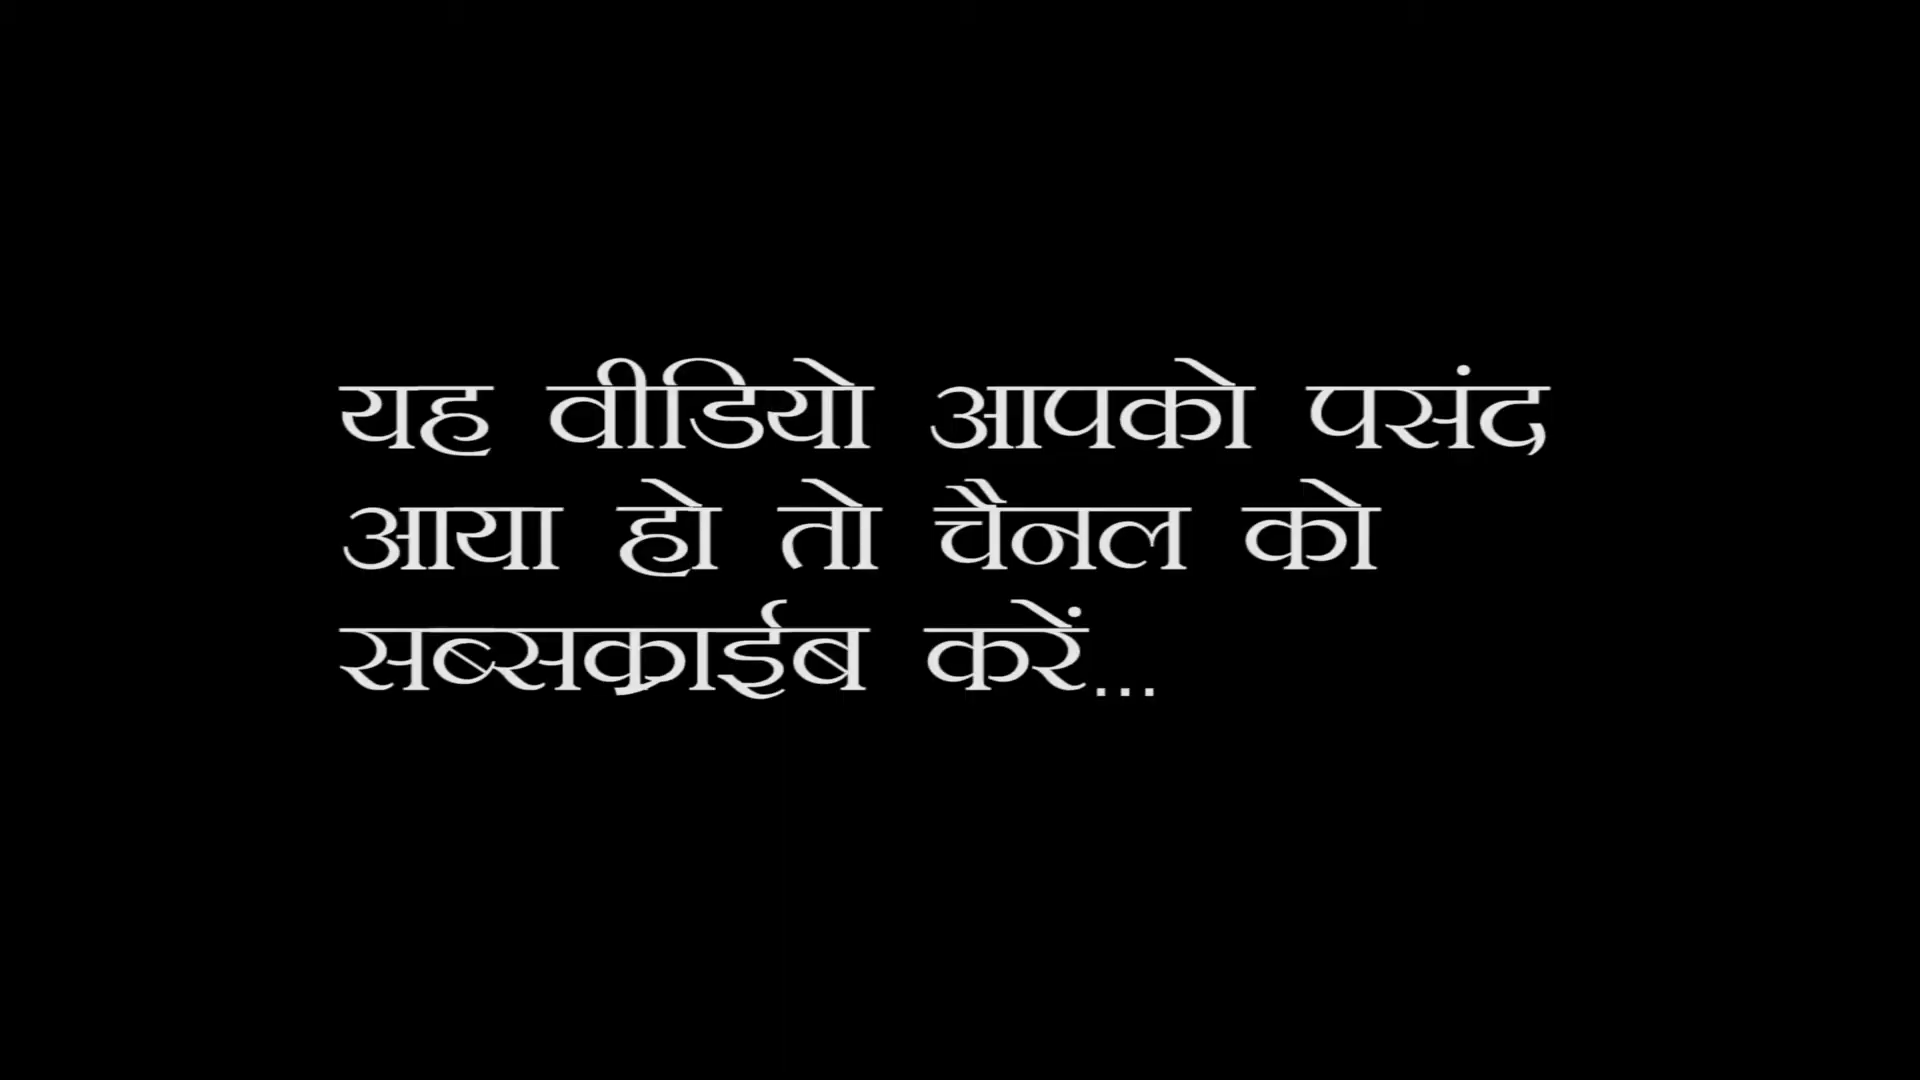 यह वीडियो आपको पसंद
आया हो तो चैनल को
सब्सक्राईब करें...